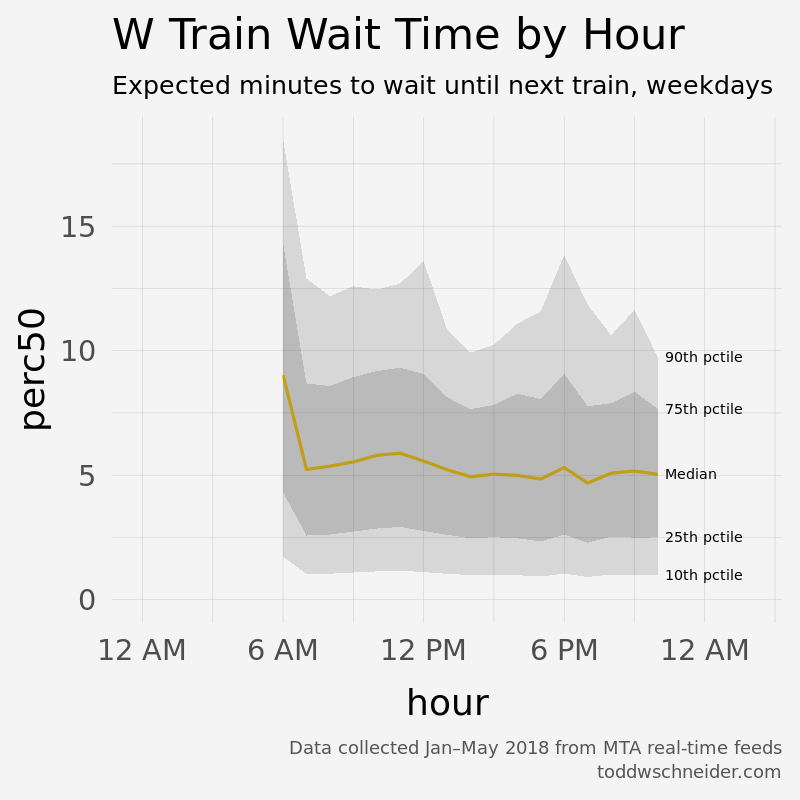 W Train Wait Time by Hour
Expected minutes to wait until next train, weekdays
15
10
5
0
perc50
90th pctile
75th pctile
Median
25th pctile
10th pctile
12 AM 6 AM 12 PM 6 PM 12 AM
hour
Data collected Jan–May 2018 from MTA real-time feeds
toddwschneider.com